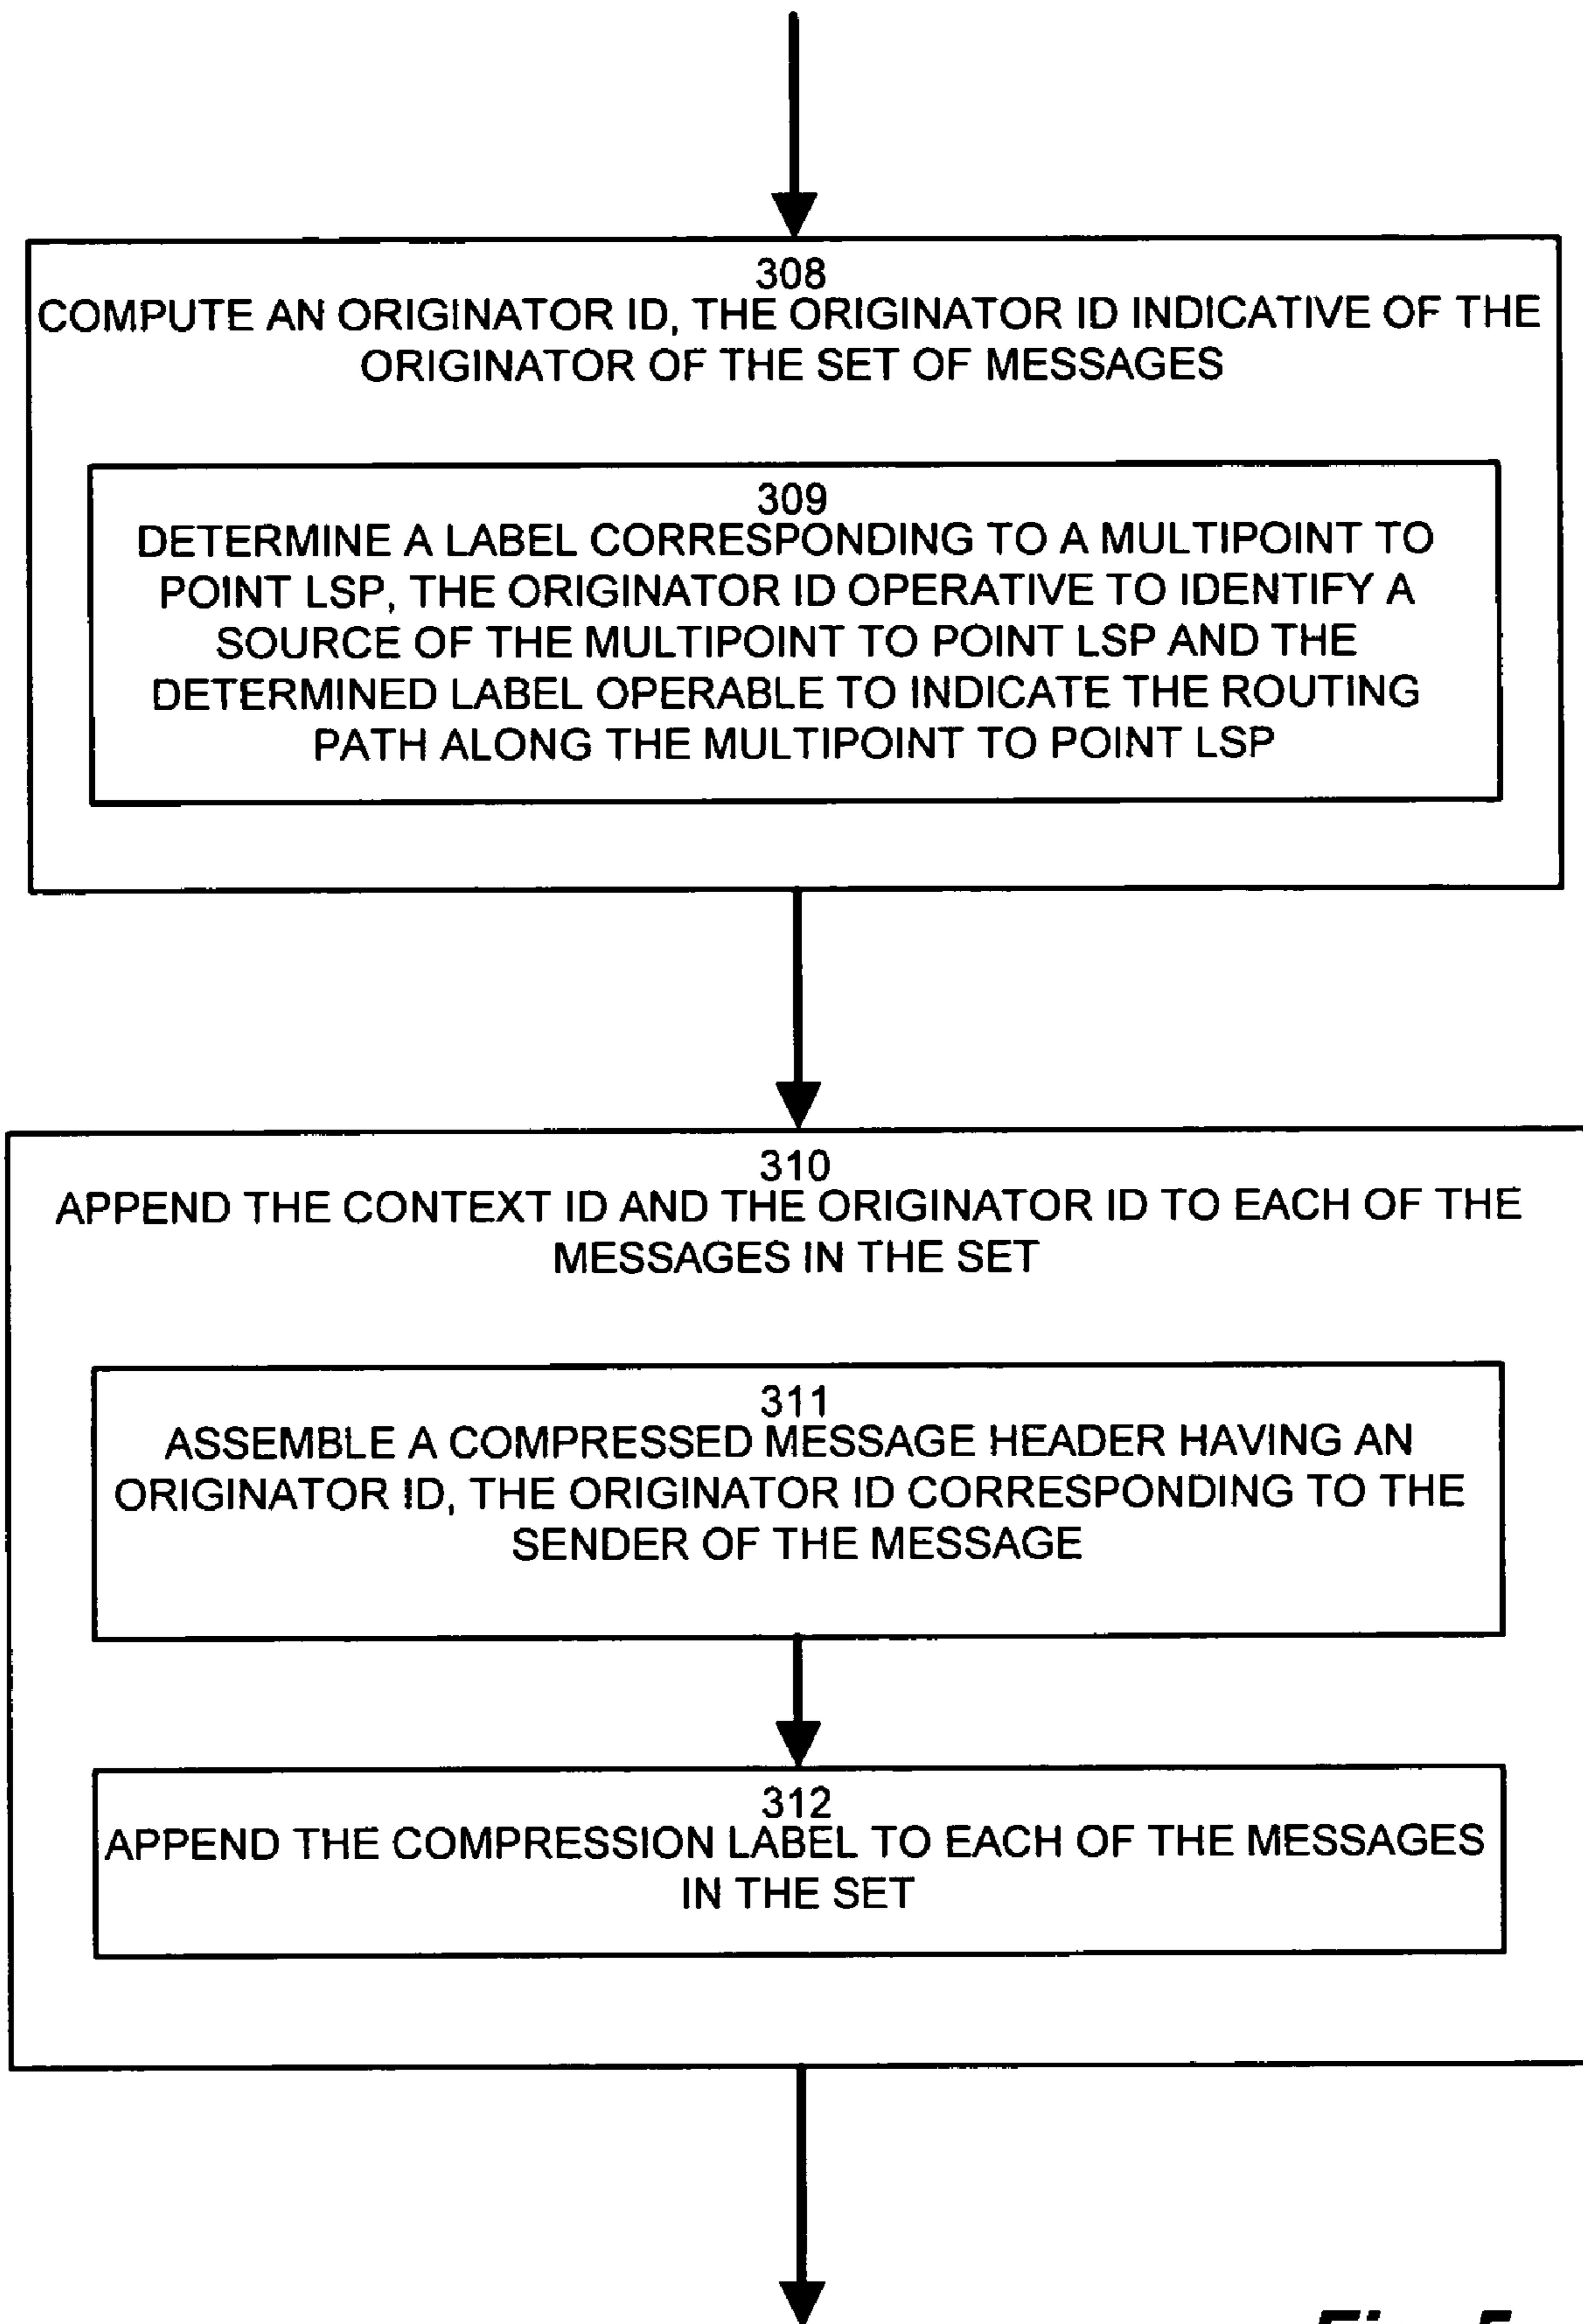 308
COMPUTE AN ORIGINATOR ID, THE ORIGINATOR ID INDICATIVE OF THE
ORIGINATOR OF THE SET OF MESSAGES
309
DETERMINE A LABEL CORRESPONDING TO A MULTIPOINT TO
POINT LSP, THE ORIGINATOR ID OPERATIVE TO IDENTIFY A
SOURCE OF THE MULTIPOINT TO POINT LSP AND THE
DETERMINED LABEL OPERABLE TO INDICATE THE ROUTING
PATH ALONG THE MULTIPOINT TO POINT LSP
310
APPEND THE CONTEXT ID AND THE ORIGINATOR ID TO EACH OF THE
MESSAGES IN THE SET
311
ASSEMBLE A COMPRESSED MESSAGE HEADER HAVING AN
ORIGINATOR ID, THE ORIGINATOR ID CORRESPONDING TO THE
SENDER OF THE MESSAGE
312
APPEND THE COMPRESSION LABEL TO EACH OF THE MESSAGES
IN THE SET